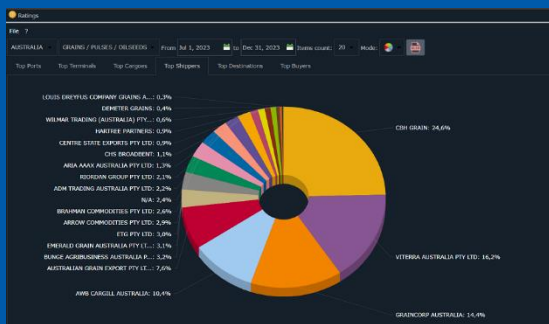 Ratings
File ?
AUSTRALIA GRAINS / PULSES / OILSEEDS From Jul 1, 2023 to Dec 31, 2023 Items count: 20 Mode:
Top Ports Top Terminals Top Cargoes Top Shippers Top Destinations Top Buyers
LOUIS DREYFUS COMPANY GRAINS A...: 0,3%
DEMETER GRAINS: 0,4%
WILMAR TRADING (AUSTRALIA) PTY...: 0,6%
HARTREE PARTNERS: 0,9%
CENTRE STATE EXPORTS PTY LTD: 0,9%
CHS BROADBENT: 1,1%
ARIA AAAX AUSTRALIA PTY LTD: 1,3%
RIORDAN GROUP PTY LTD: 2,1%
ADM TRADING AUSTRALIA PTY LTD: 2,2%
N/A: 2,4%
BRAHMAN COMMODITIES PTY LTD: 2,6%
ARROW COMMODITIES PTY LTD: 2,9%
ETG PTY LTD: 3,0%
EMERALD GRAIN AUSTRALIA PTY LT...: 3,1%
BUNGE AGRIBUSINESS AUSTRALIA P...: 3,2%
AUSTRALIAN GRAIN EXPORT PTY LT...: 7,6%
AWB CARGILL AUSTRALIA: 10,4%
CBH GRAIN: 24,6%
VITERRA AUSTRALIA PTY LTD: 16,2%
GRAINCORP AUSTRALIA: 14,4%